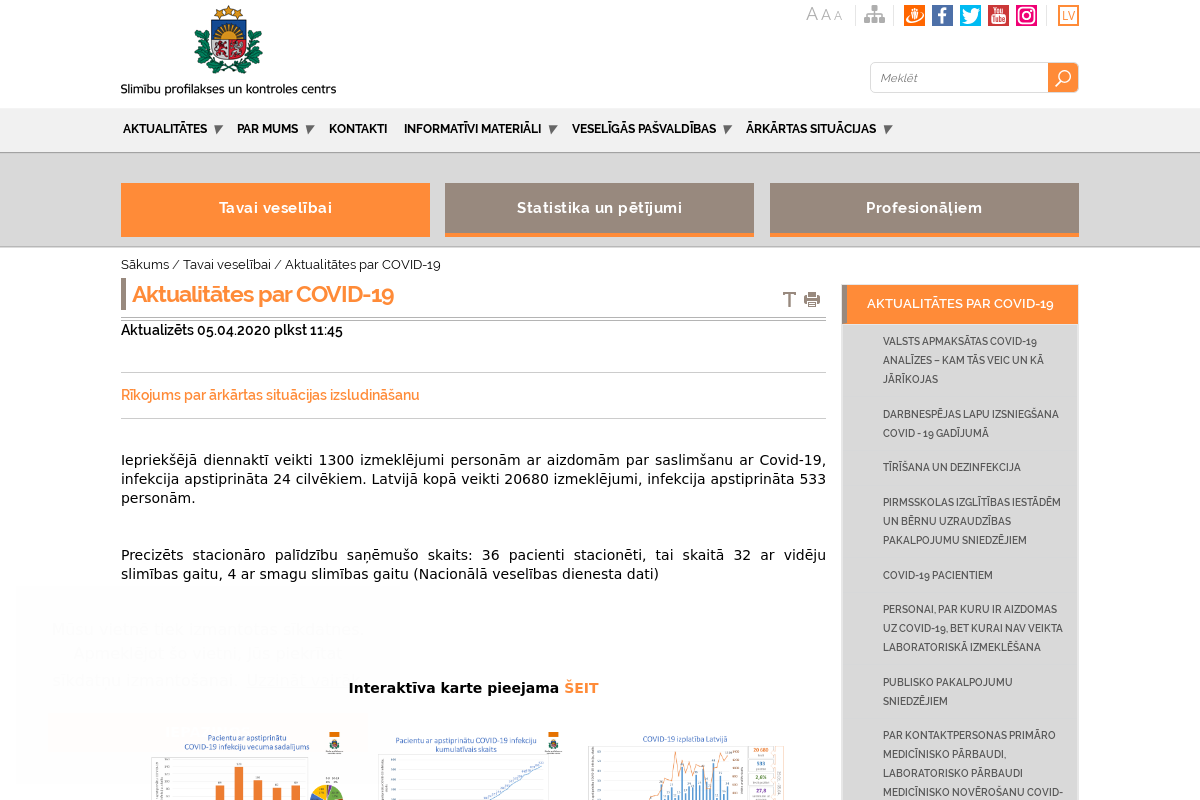 A A A
You Tube
LV
Slimību profilakses un kontroles centrs
Meklēt
AKTUALITĀTES PAR MUMS KONTAKTI INFORMATĪVI MATERIĀLI VESELĪGĀS PAŠVALDĪBAS ĀRKĀRTAS SITUĀCIJAS
Tavai veselībai Statistika un pētījumi Profesionāļiem
Sākums / Tavai veselībai / Aktualitātes par COVID-19
Aktualitātes par COVID-19
Aktualizēts 05.04.2020 plkst 11:45
Rīkojums par ārkārtas situācijas izsludināšanu
Iepriekšējā diennaktī veikti 1300 izmeklējumi personām ar aizdomām par saslimšanu ar Covid-19,
infekcija apstiprināta 24 cilvēkiem. Latvijā kopā veikti 20680 izmeklējumi, infekcija apstiprināta 533
personām.
Precizēts stacionāro palīdzību saņēmušo skaits: 36 pacienti stacionēti, tai skaitā 32 ar vidēju
slimības gaitu, 4 ar smagu slimības gaitu (Nacionālā veselības dienesta dati)
Interaktīva karte pieejama ŠEIT
Pacientu ar apstiprinātu
COVID-19 infekciju vecuma sadalījums
Pacientu ar apstiprinātu COVID-19 infekciju
kumulatīvais skaits
COVID-19 izplatība Latvijā
20 680
533
2,6%
27,8
AKTUALITĀTES PAR COVID-19
VALSTS APMAKSĀTAS COVID-19
ANALĪZES – KAM TĀS VEIC UN KĀ
JĀRĪKOJAS
DARBNESPĒJAS LAPU IZSNIEGŠANA
COVID - 19 GADĪJUMĀ
TĪRĪŠANA UN DEZINFEKCIJA
PIRMSSKOLAS IZGLĪTĪBAS IESTĀDĒM
UN BĒRNU UZRAUDZĪBAS
PAKALPOJUMU SNIEDZĒJIEM
COVID-19 PACIENTIEM
PERSONAI, PAR KURU IR AIZDOMAS
UZ COVID-19, BET KURAI NAV VEIKTA
LABORATORISKĀ IZMEKLĒŠANA
PUBLISKO PAKALPOJUMU
SNIEDZĒJIEM
PAR KONTAKTPERSONAS PRIMĀRO
MEDICĪNISKO PĀRBAUDI,
LABORATORISKO PĀRBAUDI
MEDICĪNISKO NOVĒROŠANU COVID-